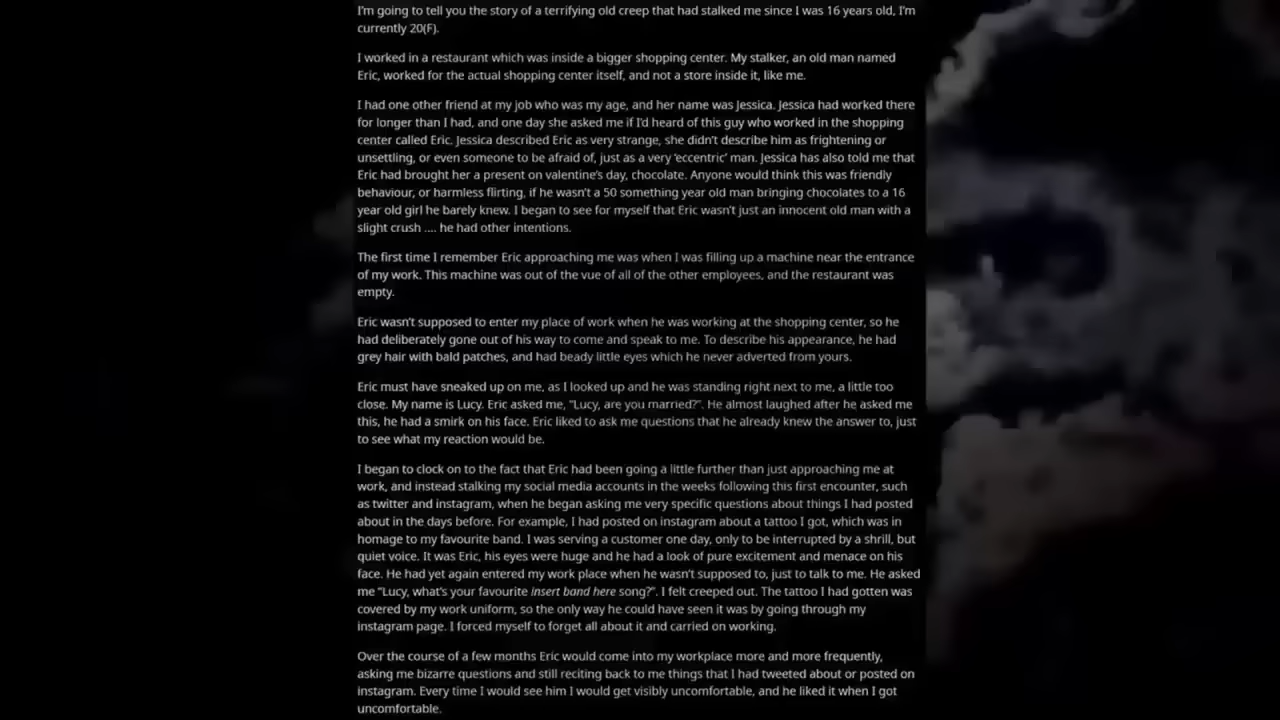 I'm going to tell you the story of a terrifying old creep that had stalked me since I was 16 years old, I'm
currently 20(F).
I worked in a restaurant which was inside a bigger shopping center. My stalker, an old man named
Eric, worked for the actual shopping center itself, and not a store inside it, like me.
I had one other friend at my job who was my age, and her name was Jessica. Jessica had worked there
for longer than I had, and one day she asked me if I'd heard of this guy who worked in the shopping
center called Eric. Jessica described Eric as very strange, she didn't describe him as frightening or
unsettling, or even someone to be afraid of, just as a very 'eccentric' man. Jessica has also told me that
Eric had brought her a present on valentine's day, chocolate. Anyone would think this was friendly
behaviour, or harmless flirting, if he wasn't a 50 something year old man bringing chocolates to a 16
year old girl he barely knew. I began to see for myself that Eric wasn't just an innocent old man with a
slight crush .... he had other intentions.
The first time I remember Eric approaching me was when I was filling up a machine near the entrance
of my work. This machine was out of the vue of all of the other employees, and the restaurant was
empty.
Eric wasn't supposed to enter my place of work when he was working at the shopping center, so he
had deliberately gone out of his way to come and speak to me. To describe his appearance, he had
grey hair with bald patches, and had beady little eyes which he never adverted from yours.
Eric must have sneaked up on me, as I looked up and he was standing right next to me, a little too
close. My name is Lucy. Eric asked me, "Lucy, are you married?". He almost laughed after he asked me
this, he had a smirk on his face. Eric liked to ask me questions that he already knew the answer to, just
to see what my reaction would be.
I began to clock on to the fact that Eric had been going a little further than just approaching me at
work, and instead stalking my social media accounts in the weeks following this first encounter, such
as twitter and instagram, when he began asking me very specific questions about things I had posted
about in the days before. For example, I had posted on instagram about a tattoo I got, which was in
homage to my favourite band. I was serving a customer one day, only to be interrupted by a shrill, but
quiet voice. It was Eric, his eyes were huge and he had a look of pure excitement and menace on his
face. He had yet again entered my work place when he wasn't supposed to, just to talk to me. He asked
me "Lucy, what's your favourite insert band here song?". I felt creeped out. The tattoo I had gotten was
covered by my work uniform, so the only way he could have seen it was by going through my
instagram page. I forced myself to forget all about it and carried on working.
Over the course of a few months Eric would come into my workplace more and more frequently,
asking me bizarre questions and still reciting back to me things that I had tweeted about or posted on
instagram. Every time I would see him I would get visibly uncomfortable, and he liked it when I got
uncomfortable.